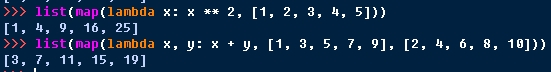 >>> list(map(lambda x: x ** 2, [1, 2, 3, 4, 5]))
[1, 4, 9, 16, 25]
>>> list(map(lambda x, y: x + y, [1, 3, 5, 7, 9], [2, 4, 6, 8, 10]))
[3, 7, 11, 15, 19]